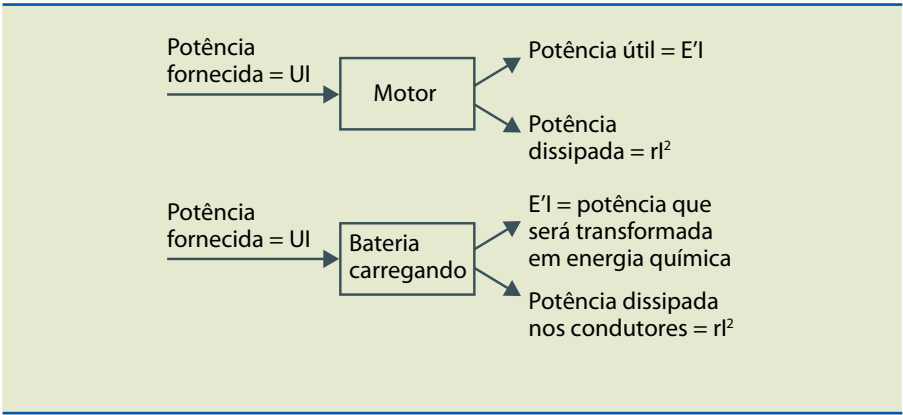 Potência
fornecida = UI
Motor
Potência útil = E'I
Potência
dissipada = rI²
Potência
fornecida = UI
Bateria
carregando
E'I = potência que
será transformada
em energia química
Potência dissipada
nos condutores = rI²